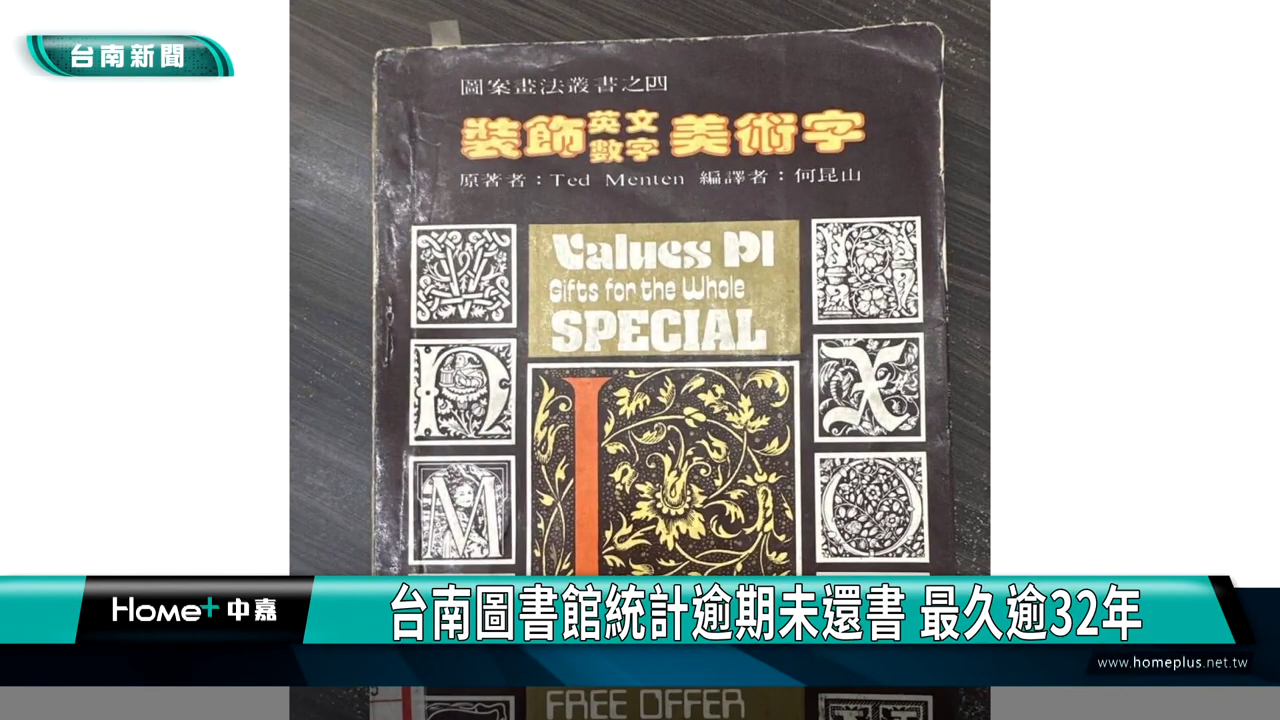 台南新聞
圖案畫法叢書之四
裝飾英文數字美術字
原著者：Ted Menten 編譯者：何昆山
Values PI
Gifts for the Whole
SPECIAL
N
X
M
O
I
Home+ 中嘉
台南圖書館統計逾期未還書 最久逾32年
www.homeplus.net.tw
FREE OFFER